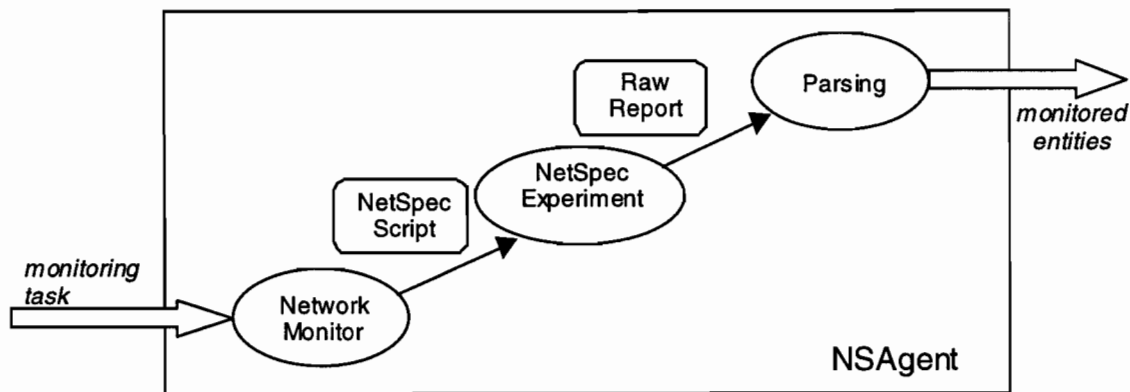 Raw
Report
Parsing
monitored
entities
NetSpec
Experiment
NetSpec
Script
monitoring
task
Network
Monitor
NSAgent